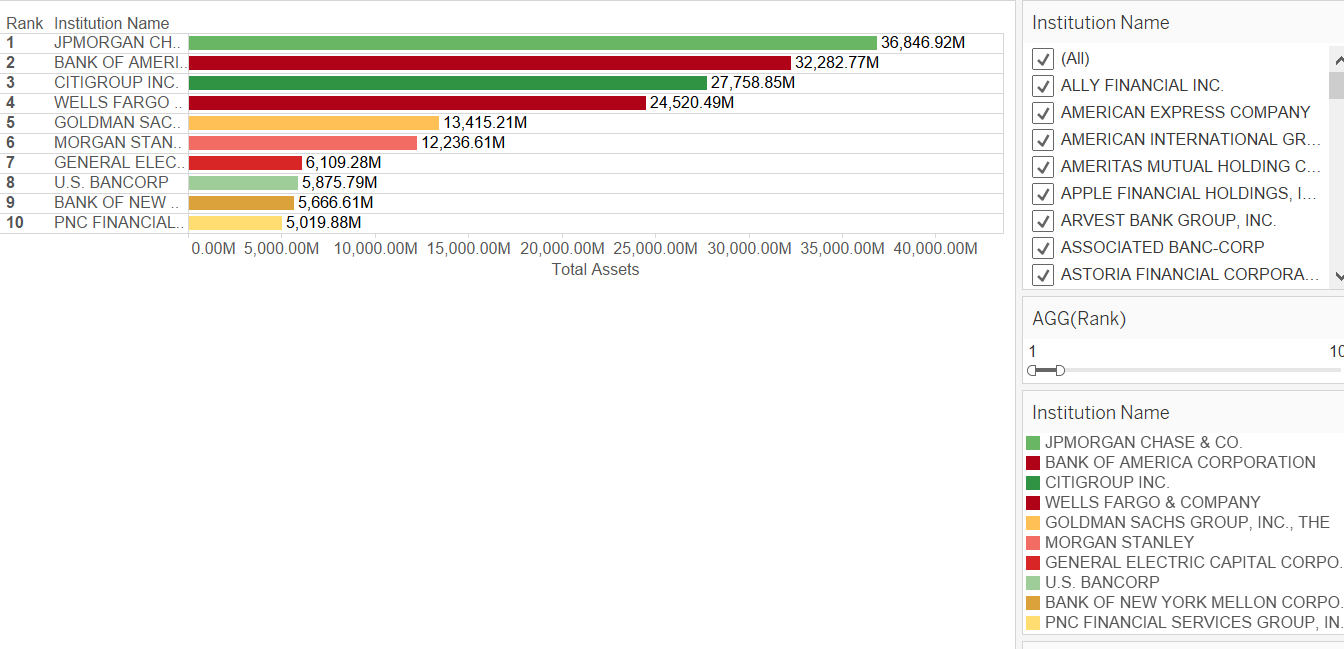 Rank Institution Name
1 JPMORGAN CH.. 36,846.92M
2 BANK OF AMERI.. 32,282.77M
3 CITIGROUP INC. 27,758.85M
4 WELLS FARGO .. 24,520.49M
5 GOLDMAN SAC.. 13,415.21M
6 MORGAN STAN.. 12,236.61M
7 GENERAL ELEC.. 6,109.28M
8 U.S. BANCORP 5,875.79M
9 BANK OF NEW .. 5,666.61M
10 PNC FINANCIAL.. 5,019.88M
0.00M 5,000.00M 10,000.00M 15,000.00M 20,000.00M 25,000.00M 30,000.00M 35,000.00M 40,000.00M
Total Assets
Institution Name
(All)
ALLY FINANCIAL INC.
AMERICAN EXPRESS COMPANY
AMERICAN INTERNATIONAL GR...
AMERITAS MUTUAL HOLDING C...
APPLE FINANCIAL HOLDINGS, I...
ARVEST BANK GROUP, INC.
ASSOCIATED BANC-CORP
ASTORIA FINANCIAL CORPORA...
AGG(Rank)
1 10
Institution Name
JPMORGAN CHASE & CO.
BANK OF AMERICA CORPORATION
CITIGROUP INC.
WELLS FARGO & COMPANY
GOLDMAN SACHS GROUP, INC., THE
MORGAN STANLEY
GENERAL ELECTRIC CAPITAL CORPO.
U.S. BANCORP
BANK OF NEW YORK MELLON CORPO.
PNC FINANCIAL SERVICES GROUP, IN.